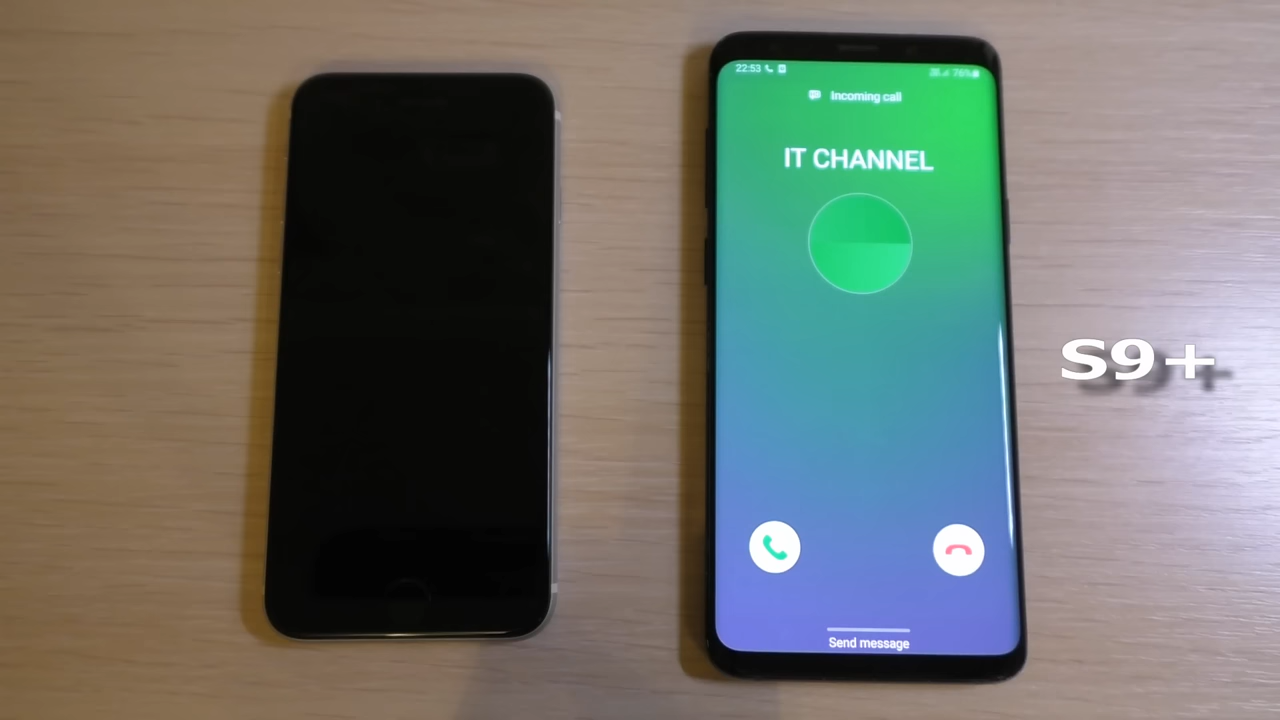 22:53
76%
Incoming call
IT CHANNEL
S9+
Send message